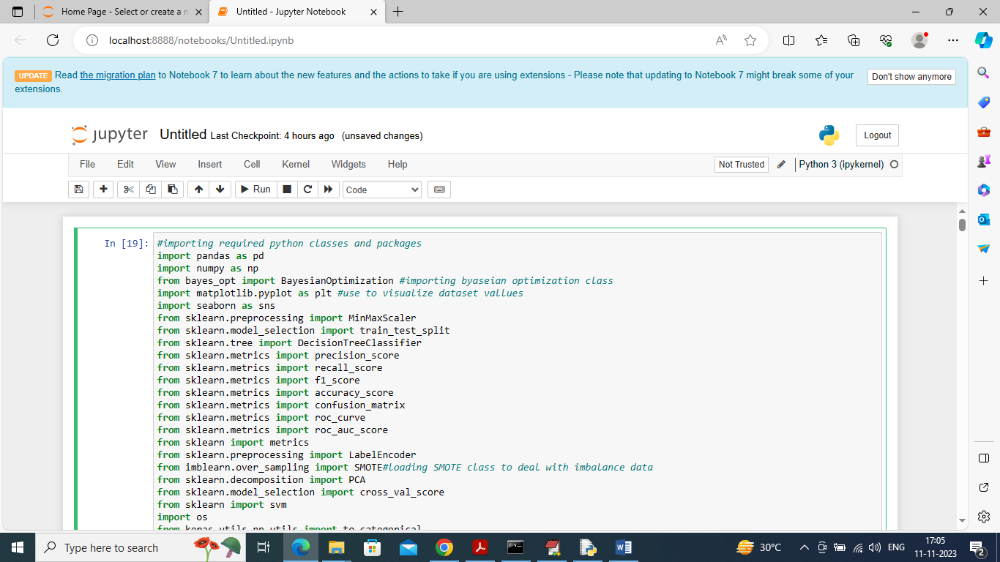 Home Page - Select or create a n
Untitled - Jupyter Notebook
localhost:8888/notebooks/Untitled.ipynb
UPDATE Read the migration plan to Notebook 7 to learn about the new features and the actions to take if you are using extensions - Please note that updating to Notebook 7 might break some of your
extensions.
Don't show anymore
jupyter Untitled Last Checkpoint: 4 hours ago (unsaved changes)
Logout
File Edit View Insert Cell Kernel Widgets Help
Not Trusted Python 3 (ipykernel)
Run Code
In [19]: #importing required python classes and packages
import pandas as pd
import numpy as np
from bayes_opt import BayesianOptimization #importing byaseian optimization class
import matplotlib.pyplot as plt #use to visualize dataset vallues
import seaborn as sns
from sklearn.preprocessing import MinMaxScaler
from sklearn.model_selection import train_test_split
from sklearn.tree import DecisionTreeClassifier
from sklearn.metrics import precision_score
from sklearn.metrics import recall_score
from sklearn.metrics import f1_score
from sklearn.metrics import accuracy_score
from sklearn.metrics import confusion_matrix
from sklearn.metrics import roc_curve
from sklearn.metrics import roc_auc_score
from sklearn import metrics
from sklearn.preprocessing import LabelEncoder
from imblearn.over_sampling import SMOTE#loading SMOTE class to deal with imbalance data
from sklearn.decomposition import PCA
from sklearn.model_selection import cross_val_score
from sklearn import svm
import os
from keras.utils.np_utils import to_categorical
Type here to search
30°C
ENG
17:05
11-11-2023
2